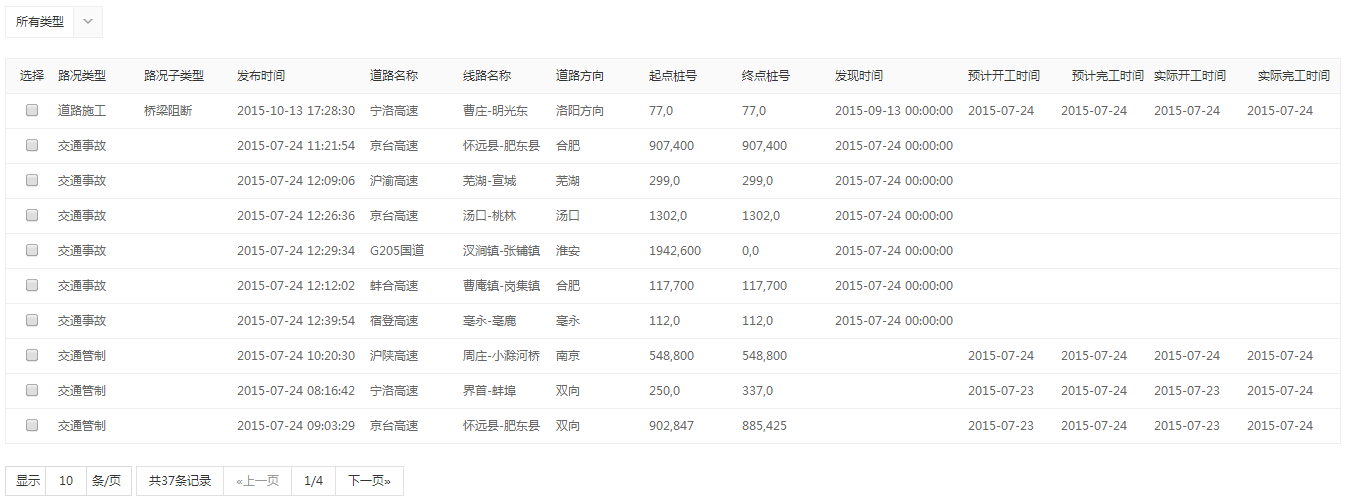 所有类型
选择 路况类型 路况子类型 发布时间 道路名称 线路名称 道路方向 起点桩号 终点桩号 发现时间 预计开工时间 预计完工时间 实际开工时间 实际完工时间
道路施工 桥梁阻断 2015-10-13 17:28:30 宁洛高速 曹庄-明光东 洛阳方向 77,0 77,0 2015-09-13 00:00:00 2015-07-24 2015-07-24 2015-07-24 2015-07-24
交通事故 2015-07-24 11:21:54 京台高速 怀远县-肥东县 合肥 907,400 907,400 2015-07-24 00:00:00
交通事故 2015-07-24 12:09:06 沪渝高速 芜湖-宣城 芜湖 299,0 299,0 2015-07-24 00:00:00
交通事故 2015-07-24 12:26:36 京台高速 汤口-桃林 汤口 1302,0 1302,0 2015-07-24 00:00:00
交通事故 2015-07-24 12:29:34 G205国道 汊涧镇-张铺镇 淮安 1942,600 0,0 2015-07-24 00:00:00
交通事故 2015-07-24 12:12:02 蚌合高速 曹庵镇-岗集镇 合肥 117,700 117,700 2015-07-24 00:00:00
交通事故 2015-07-24 12:39:54 宿登高速 亳永-亳鹿 亳永 112,0 112,0 2015-07-24 00:00:00
交通管制 2015-07-24 10:20:30 沪陕高速 周庄-小滁河桥 南京 548,800 548,800 2015-07-24 2015-07-24 2015-07-24 2015-07-24
交通管制 2015-07-24 08:16:42 宁洛高速 界首-蚌埠 双向 250,0 337,0 2015-07-23 2015-07-24 2015-07-23 2015-07-24
交通管制 2015-07-24 09:03:29 京台高速 怀远县-肥东县 双向 902,847 885,425 2015-07-23 2015-07-24 2015-07-23 2015-07-24
显示 10 条/页 共37条记录 «上一页 1/4 下一页»